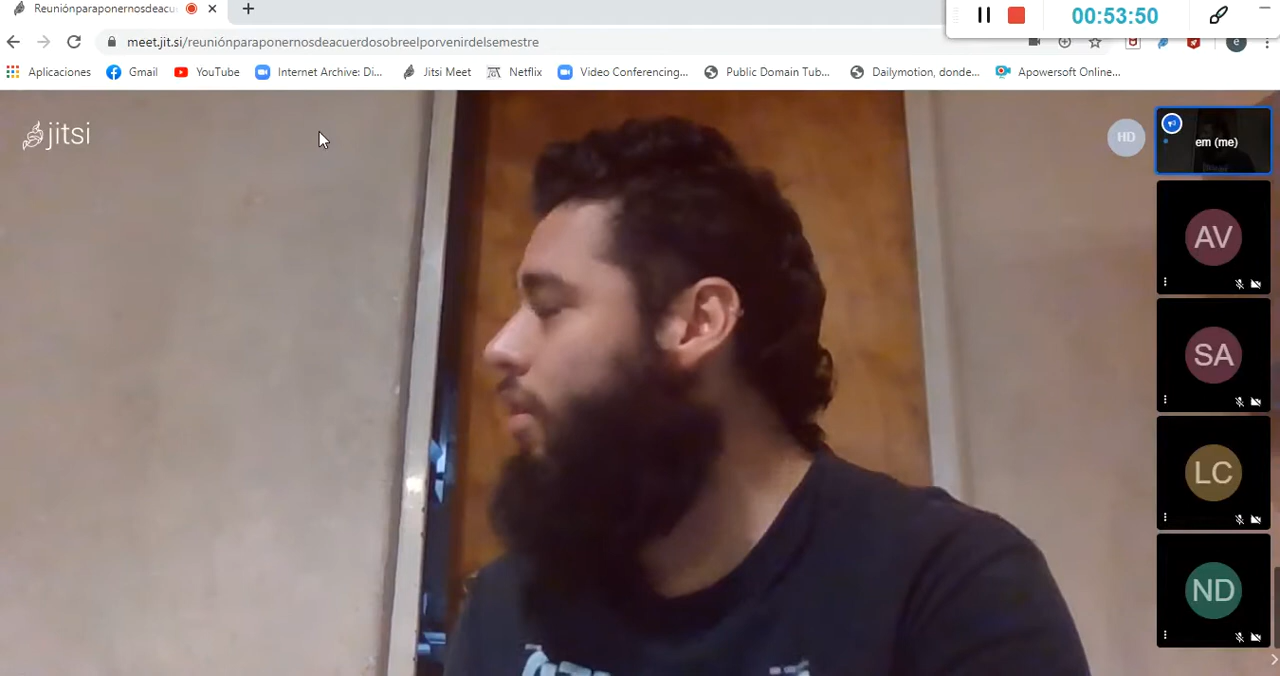 Reuniónparaponernosdeacu
00:53:50
meet.jit.si/reuniónparaponernosdeacuerdosobreelporvenirdelsemestre
e
Aplicaciones Gmail YouTube Internet Archive: Di... Jitsi Meet Netflix Video Conferencing... Public Domain Tub... Dailymotion, donde... Apowersoft Online...
jitsi
HD
em (me)
AV
SA
LC
ND